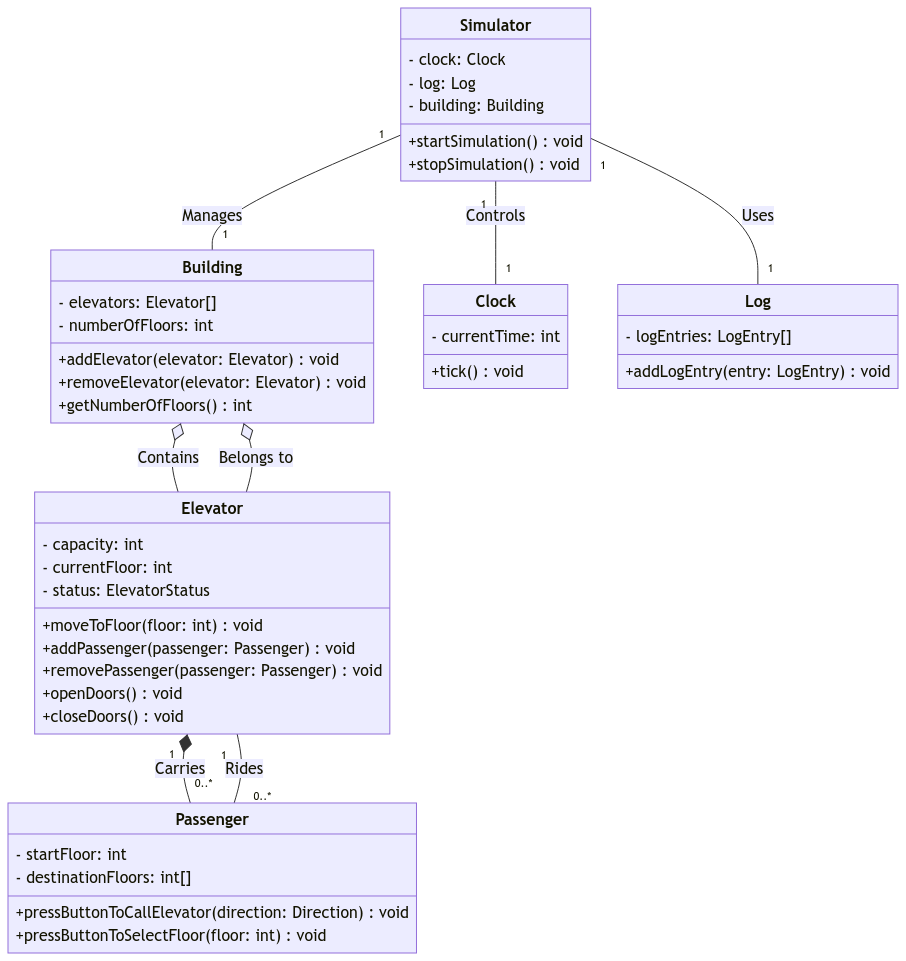 Simulator
- clock: Clock
- log: Log
- building: Building
+startSimulation() : void
+stopSimulation() : void
1
1
1
Manages
Controls
Uses
1
1
1
Building
- elevators: Elevator[]
- numberOfFloors: int
+addElevator(elevator: Elevator) : void
+removeElevator(elevator: Elevator) : void
+getNumberOfFloors() : int
Clock
- currentTime: int
+tick() : void
Log
- logEntries: LogEntry[]
+addLogEntry(entry: LogEntry) : void
Contains
Belongs to
Elevator
- capacity: int
- currentFloor: int
- status: ElevatorStatus
+moveToFloor(floor: int) : void
+addPassenger(passenger: Passenger) : void
+removePassenger(passenger: Passenger) : void
+openDoors() : void
+closeDoors() : void
1
1
Carries
Rides
0..*
0..*
Passenger
- startFloor: int
- destinationFloors: int[]
+pressButtonToCallElevator(direction: Direction) : void
+pressButtonToSelectFloor(floor: int) : void